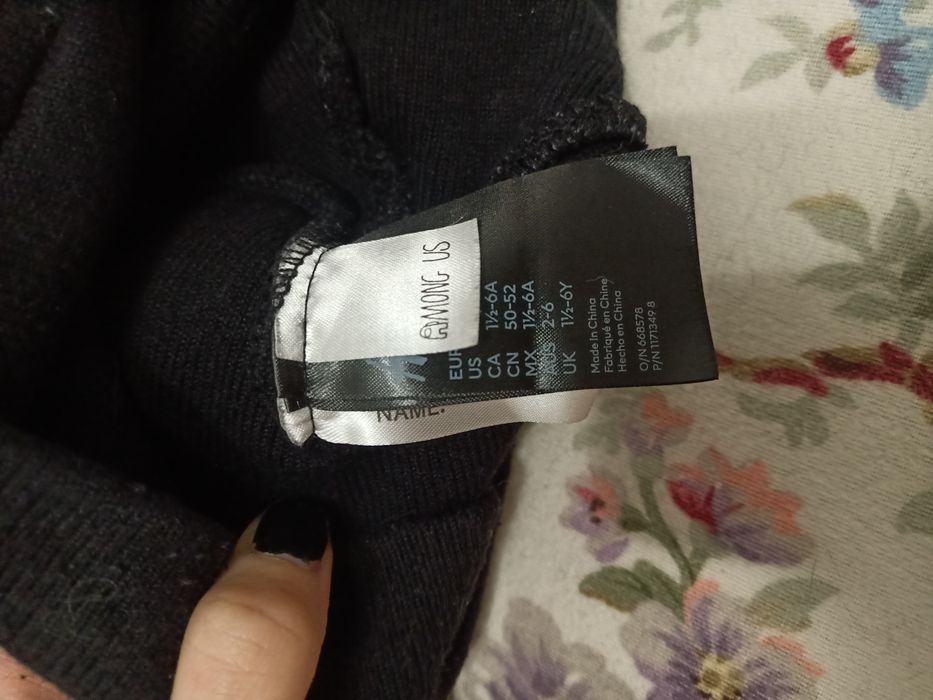 AMONG US
EUR
US
CA 1½-6A
CN 50-52
MX 1½-6A
AUS 2-6
UK 1½-6Y
Made in China
Fabriqué en Chine
Hecho en China
O/N 668578
P/N 1171349 8
NAME: